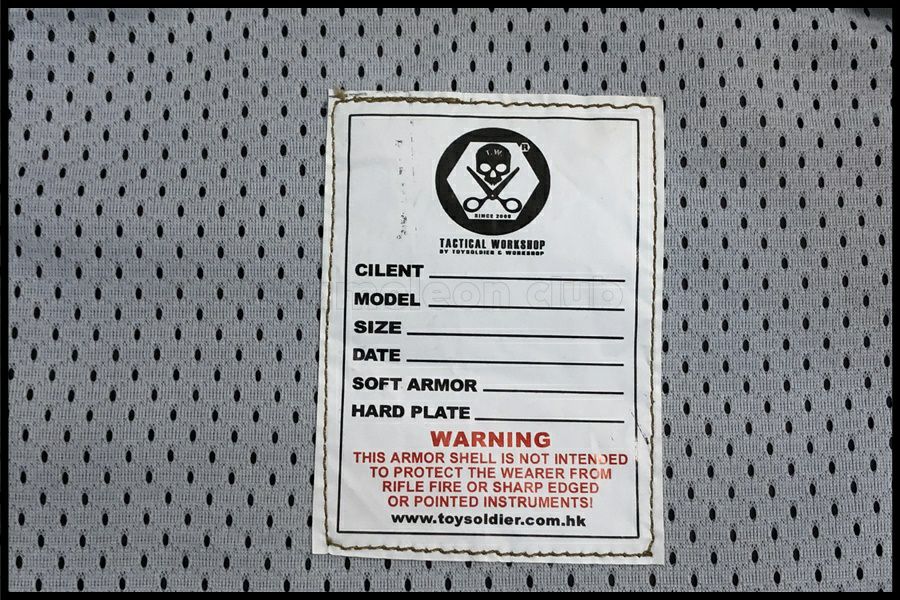 T.W.
R
SINCE 2000
TACTICAL WORKSHOP
BY TOYSOLDIER & WORKSHOP
CILENT
MODEL
SIZE
DATE
SOFT ARMOR
HARD PLATE
WARNING
THIS ARMOR SHELL IS NOT INTENDED
TO PROTECT THE WEARER FROM
RIFLE FIRE OR SHARP EDGED
OR POINTED INSTRUMENTS!
www.toysoldier.com.hk